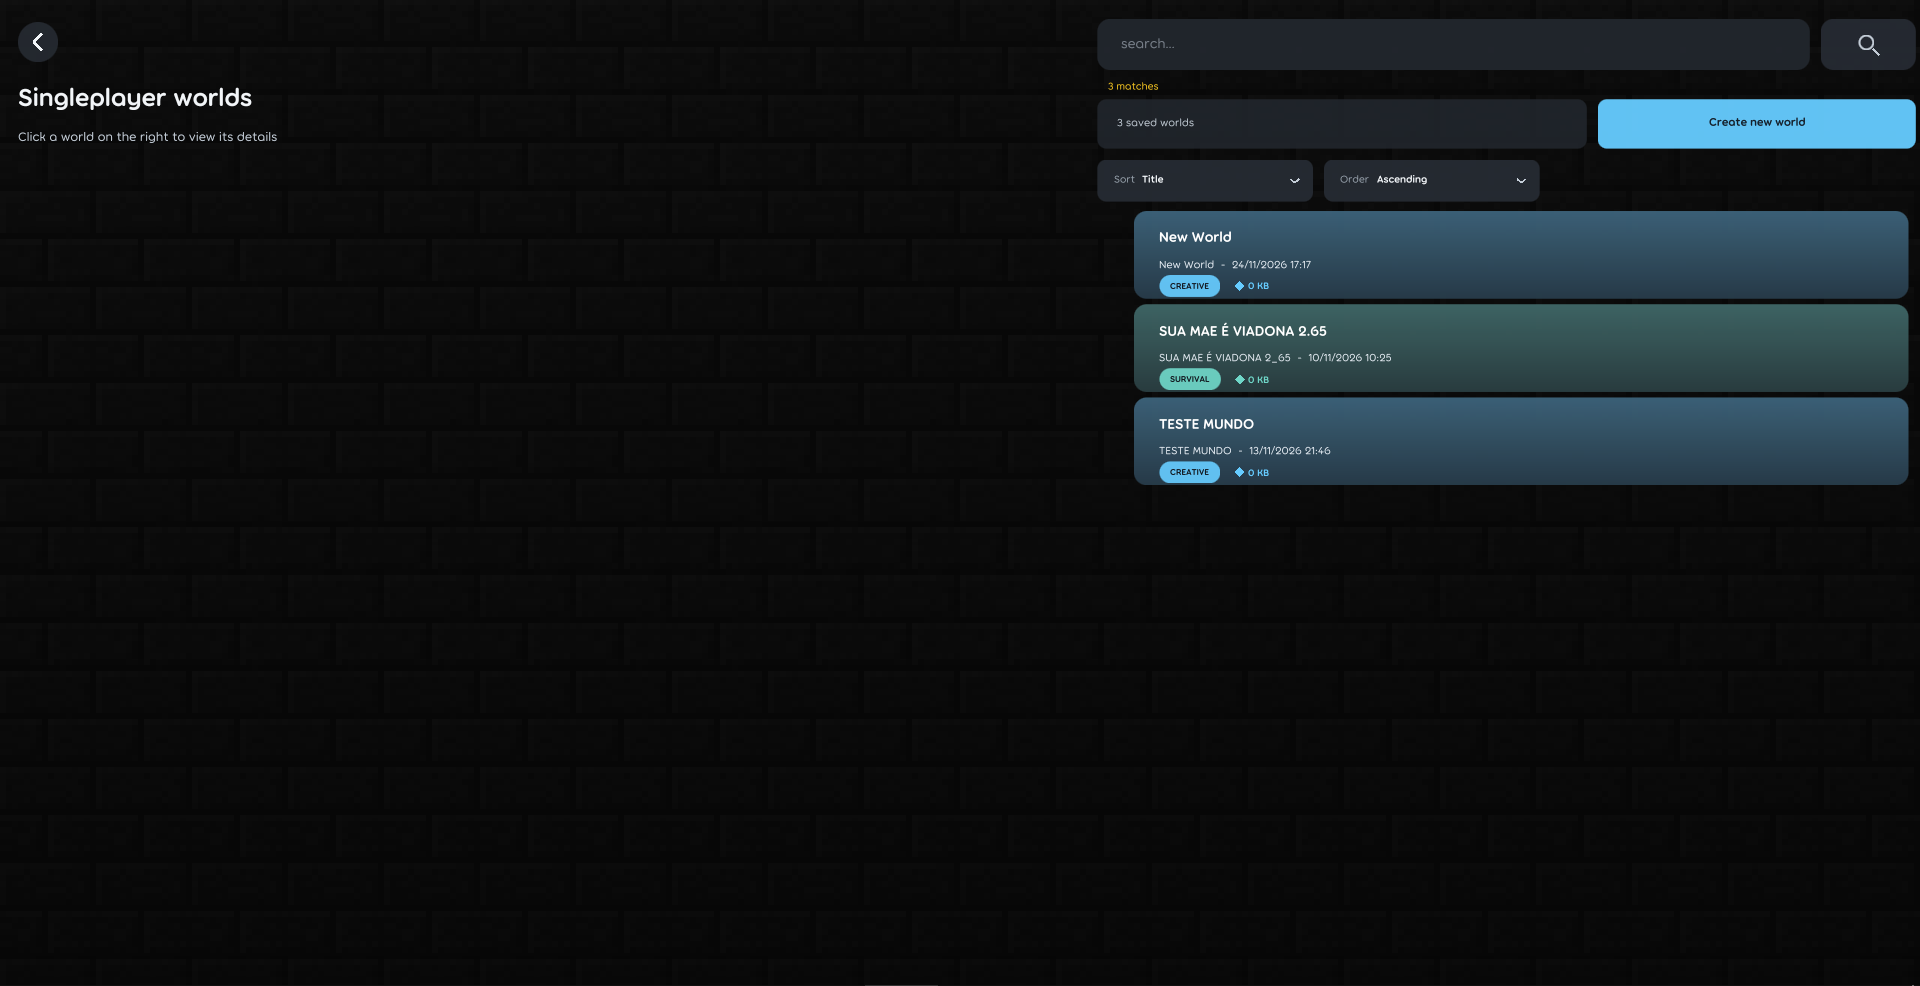 Singleplayer worlds
Click a world on the right to view its details
search...
3 matches
3 saved worlds
Create new world
Sort Title
Order Ascending
New World
New World - 24/11/2026 17:17
CREATIVE 0 KB
SUA MAE É VIADONA 2.65
SUA MAE É VIADONA 2_65 - 10/11/2026 10:25
SURVIVAL 0 KB
TESTE MUNDO
TESTE MUNDO - 13/11/2026 21:46
CREATIVE 0 KB